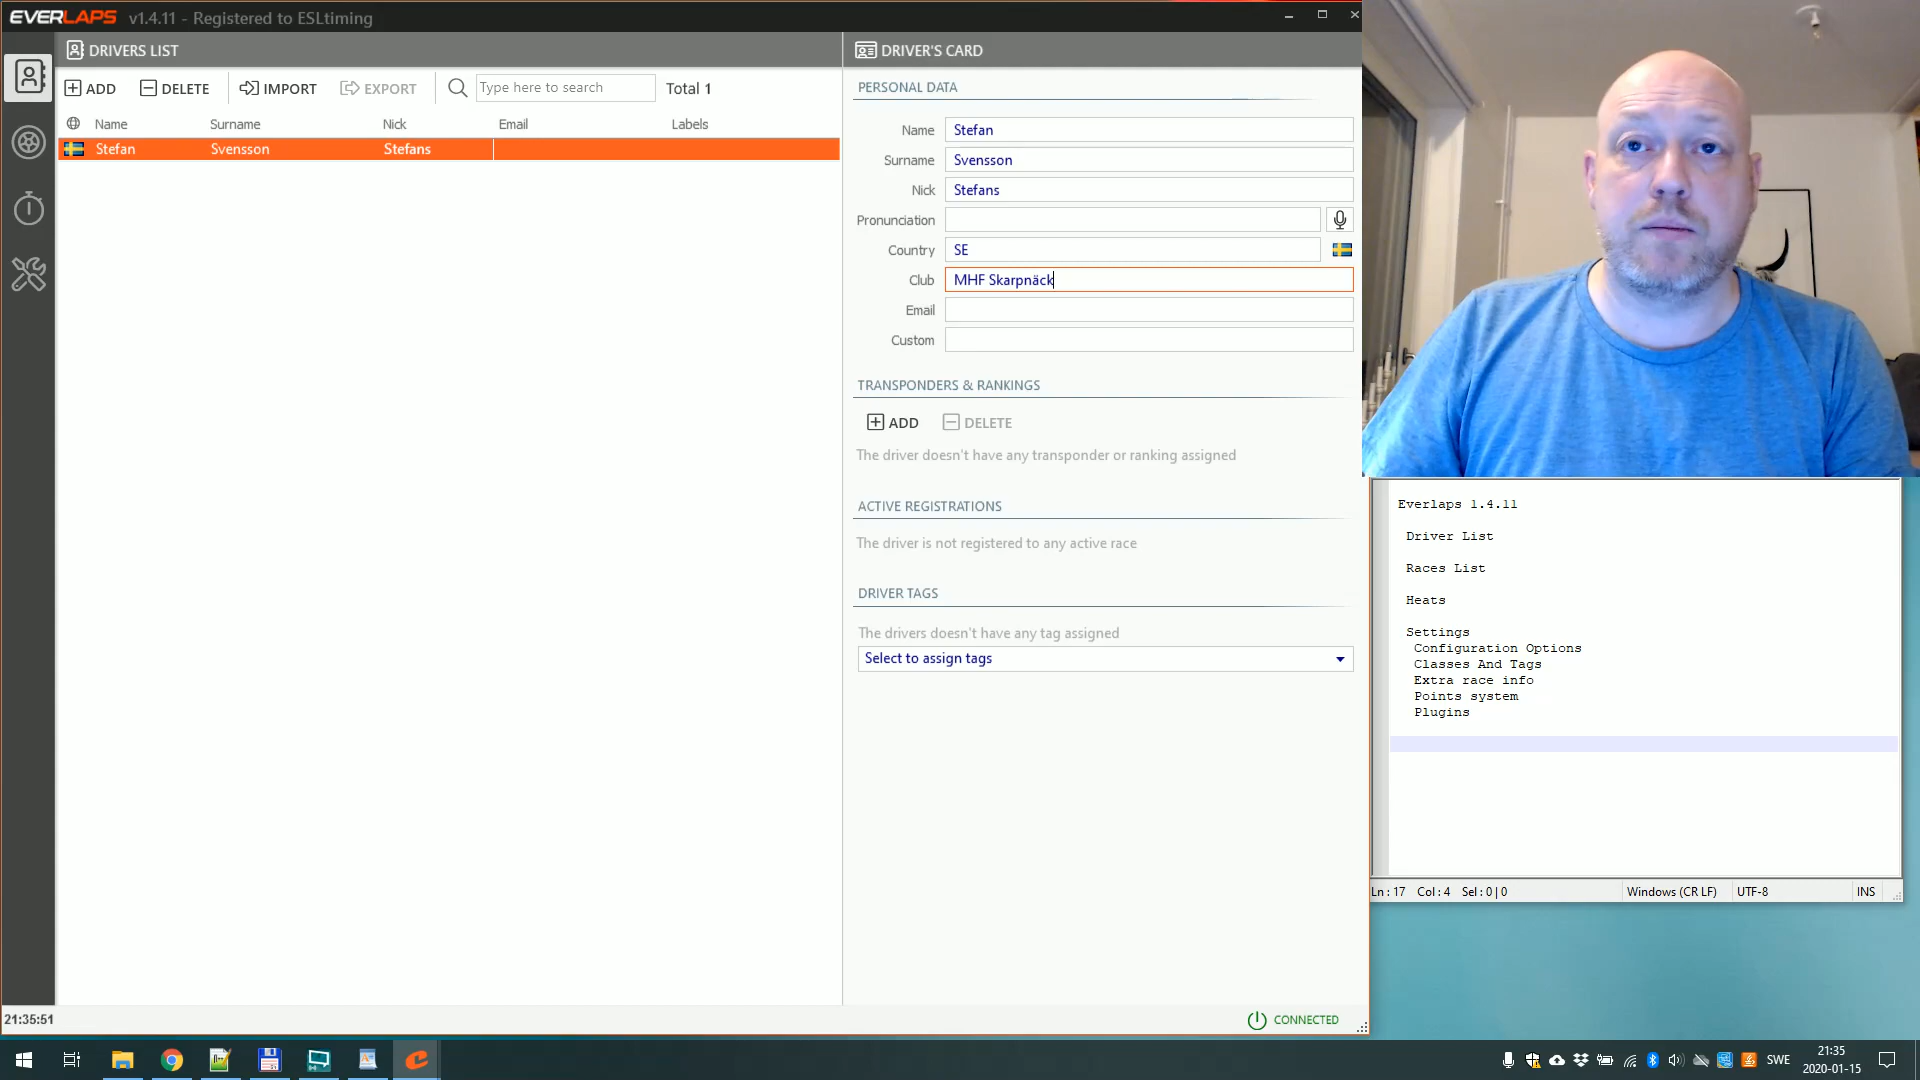 EVERLAPS v1.4.11 - Registered to ESLtiming
DRIVERS LIST
ADD DELETE IMPORT EXPORT Type here to search Total 1
Name Surname Nick Email Labels
Stefan Svensson Stefans
DRIVER'S CARD
PERSONAL DATA
Name Stefan
Surname Svensson
Nick Stefans
Pronunciation
Country SE
Club MHF Skarpnäck
Email
Custom
TRANSPONDERS & RANKINGS
ADD DELETE
The driver doesn't have any transponder or ranking assigned
ACTIVE REGISTRATIONS
The driver is not registered to any active race
DRIVER TAGS
The drivers doesn't have any tag assigned
Select to assign tags
21:35:51
CONNECTED
Everlaps 1.4.11
Driver List
Races List
Heats
Settings
Configuration Options
Classes And Tags
Extra race info
Points system
Plugins
Ln : 17 Col : 4 Sel : 0 | 0 Windows (CR LF) UTF-8 INS
SWE
21:35
2020-01-15